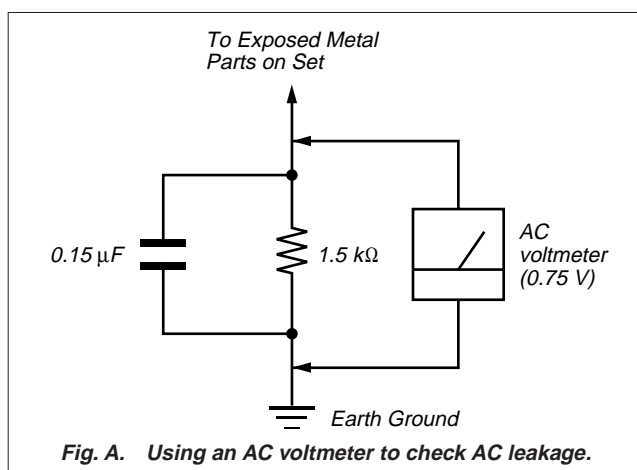 To Exposed Metal
Parts on Set
0.15 µF
1.5 kΩ
AC
voltmeter
(0.75 V)
Earth Ground
Fig. A. Using an AC voltmeter to check AC leakage.